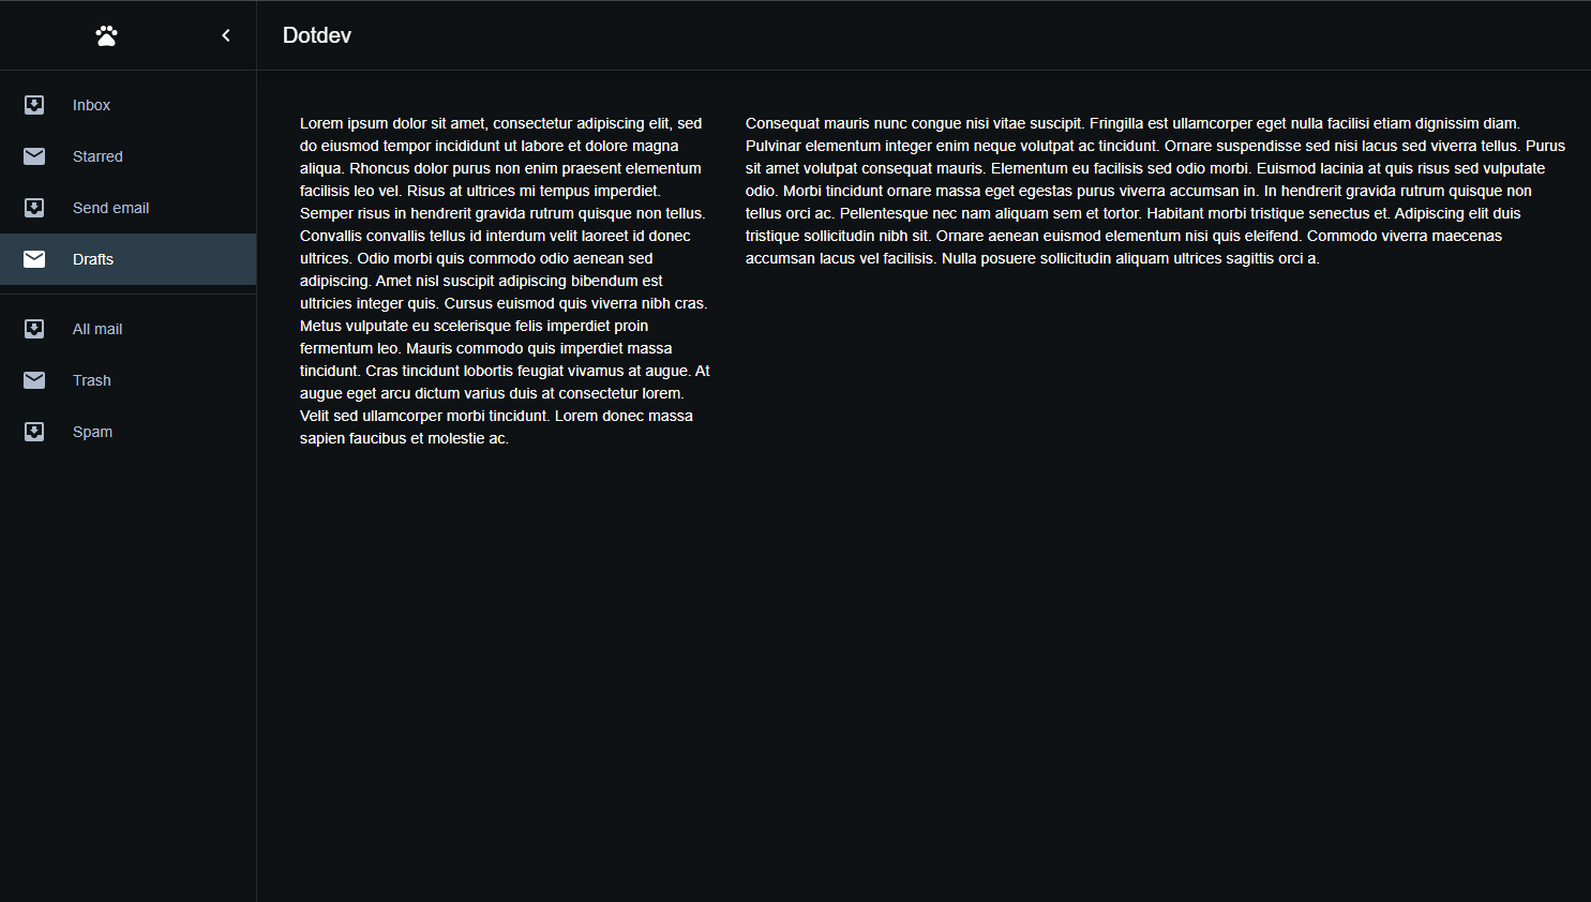 Dotdev
Inbox
Starred
Send email
Drafts
All mail
Trash
Spam
Lorem ipsum dolor sit amet, consectetur adipiscing elit, sed
do eiusmod tempor incididunt ut labore et dolore magna
aliqua. Rhoncus dolor purus non enim praesent elementum
facilisis leo vel. Risus at ultrices mi tempus imperdiet.
Semper risus in hendrerit gravida rutrum quisque non tellus.
Convallis convallis tellus id interdum velit laoreet id donec
ultrices. Odio morbi quis commodo odio aenean sed
adipiscing. Amet nisl suscipit adipiscing bibendum est
ultricies integer quis. Cursus euismod quis viverra nibh cras.
Metus vulputate eu scelerisque felis imperdiet proin
fermentum leo. Mauris commodo quis imperdiet massa
tincidunt. Cras tincidunt lobortis feugiat vivamus at augue. At
augue eget arcu dictum varius duis at consectetur lorem.
Velit sed ullamcorper morbi tincidunt. Lorem donec massa
sapien faucibus et molestie ac.
Consequat mauris nunc congue nisi vitae suscipit. Fringilla est ullamcorper eget nulla facilisi etiam dignissim diam.
Pulvinar elementum integer enim neque volutpat ac tincidunt. Ornare suspendisse sed nisi lacus sed viverra tellus. Purus
sit amet volutpat consequat mauris. Elementum eu facilisis sed odio morbi. Euismod lacinia at quis risus sed vulputate
odio. Morbi tincidunt ornare massa eget egestas purus viverra accumsan in. In hendrerit gravida rutrum quisque non
tellus orci ac. Pellentesque nec nam aliquam sem et tortor. Habitant morbi tristique senectus et. Adipiscing elit duis
tristique sollicitudin nibh sit. Ornare aenean euismod elementum nisi quis eleifend. Commodo viverra maecenas
accumsan lacus vel facilisis. Nulla posuere sollicitudin aliquam ultrices sagittis orci a.